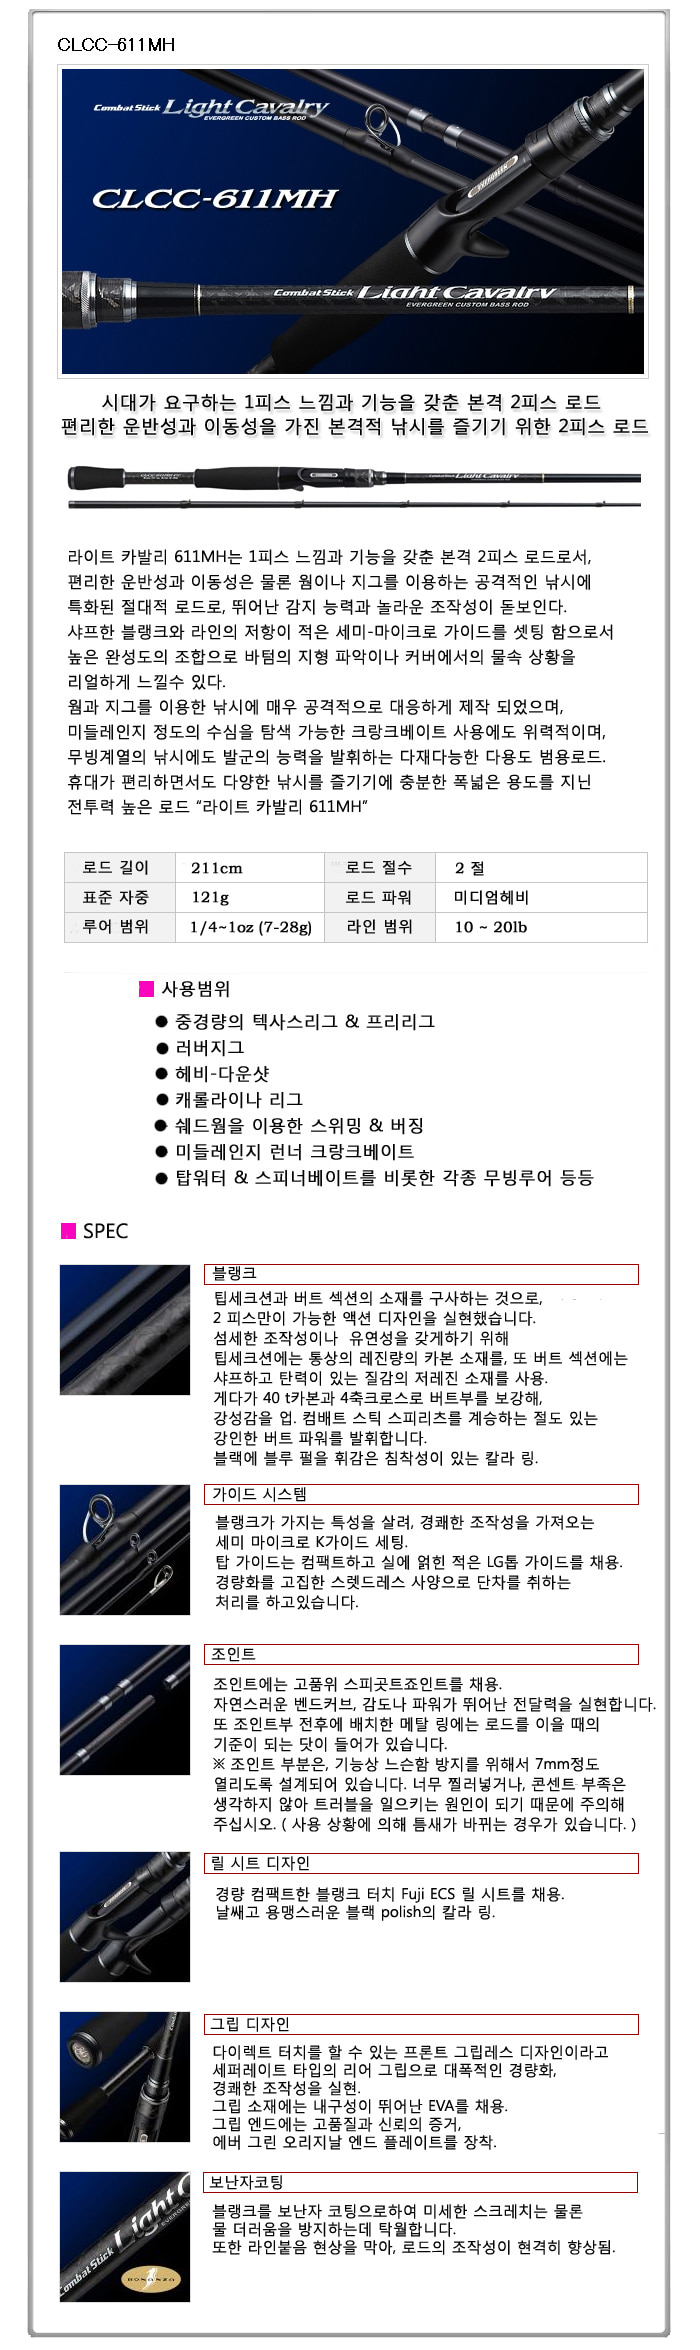 CLCC-611MH
Combat Stick Light Cavalry
EVERGREEN CUSTOM BASS ROD
CLCC-611MH
Combat Stick Light Cavalry
EVERGREEN CUSTOM BASS ROD
시대가 요구하는 1피스 느낌과 기능을 갖춘 본격 2피스 로드
편리한 운반성과 이동성을 가진 본격적 낚시를 즐기기 위한 2피스 로드
Light Cavalry
라이트 카발리 611MH는 1피스 느낌과 기능을 갖춘 본격 2피스 로드로서,
편리한 운반성과 이동성은 물론 웜이나 지그를 이용하는 공격적인 낚시에
특화된 절대적 로드로, 뛰어난 감지 능력과 놀라운 조작성이 돋보인다.
샤프한 블랭크와 라인의 저항이 적은 세미-마이크로 가이드를 셋팅 함으로서
높은 완성도의 조합으로 바텀의 지형 파악이나 커버에서의 물속 상황을
리얼하게 느낄수 있다.
웜과 지그를 이용한 낚시에 매우 공격적으로 대응하게 제작 되었으며,
미들레인지 정도의 수심을 탐색 가능한 크랑크베이트 사용에도 위력적이며,
무빙계열의 낚시에도 발군의 능력을 발휘하는 다재다능한 다용도 범용로드.
휴대가 편리하면서도 다양한 낚시를 즐기기에 충분한 폭넓은 용도를 지닌
전투력 높은 로드 “라이트 카발리 611MH”
로드 길이 211cm 로드 절수 2 절
표준 자중 121g 로드 파워 미디엄헤비
루어 범위 1/4~1oz (7-28g) 라인 범위 10 ~ 20lb
사용범위
● 중경량의 텍사스리그 & 프리리그
● 러버지그
● 헤비-다운샷
● 캐롤라이나 리그
● 쉐드웜을 이용한 스위밍 & 버징
● 미들레인지 런너 크랑크베이트
● 탑워터 & 스피너베이트를 비롯한 각종 무빙루어 등등
SPEC
블랭크
팁세크션과 버트 섹션의 소재를 구사하는 것으로,
2 피스만이 가능한 액션 디자인을 실현했습니다.
섬세한 조작성이나 유연성을 갖게하기 위해
팁세크션에는 통상의 레진량의 카본 소재를, 또 버트 섹션에는
샤프하고 탄력이 있는 질감의 저레진 소재를 사용.
게다가 40 t카본과 4축크로스로 버트부를 보강해,
강성감을 업. 컴배트 스틱 스피리츠를 계승하는 절도 있는
강인한 버트 파워를 발휘합니다.
블랙에 블루 펄을 휘감은 침착성이 있는 칼라 링.
가이드 시스템
블랭크가 가지는 특성을 살려, 경쾌한 조작성을 가져오는
세미 마이크로 K가이드 세팅.
탑 가이드는 컴팩트하고 실에 얽힌 적은 LG톱 가이드를 채용.
경량화를 고집한 스렛드레스 사양으로 단차를 취하는
처리를 하고있습니다.
조인트
조인트에는 고품위 스피곳트죠인트를 채용.
자연스러운 벤드커브, 감도나 파워가 뛰어난 전달력을 실현합니다.
또 조인트부 전후에 배치한 메탈 링에는 로드를 이을 때의
기준이 되는 닷이 들어가 있습니다.
※ 조인트 부분은, 기능상 느슨함 방지를 위해서 7mm정도
열리도록 설계되어 있습니다. 너무 찔러넣거나, 콘센트 부족은
생각하지 않아 트러블을 일으키는 원인이 되기 때문에 주의해
주십시오. ( 사용 상황에 의해 틈새가 바뀌는 경우가 있습니다. )
릴 시트 디자인
경량 컴팩트한 블랭크 터치 Fuji ECS 릴 시트를 채용.
날쌔고 용맹스러운 블랙 polish의 칼라 링.
그립 디자인
다이렉트 터치를 할 수 있는 프론트 그립레스 디자인이라고
세퍼레이트 타입의 리어 그립으로 대폭적인 경량화,
경쾌한 조작성을 실현.
그립 소재에는 내구성이 뛰어난 EVA를 채용.
그립 엔드에는 고품질과 신뢰의 증거,
에버 그린 오리지날 엔드 플레이트를 장착.
보난자코팅
블랭크를 보난자 코팅으로하여 미세한 스크레치는 물론
물 더러움을 방지하는데 탁월합니다.
또한 라인붙음 현상을 막아, 로드의 조작성이 현격히 향상됨.
Combat Stick Light
EVERGREEN
BONANZA